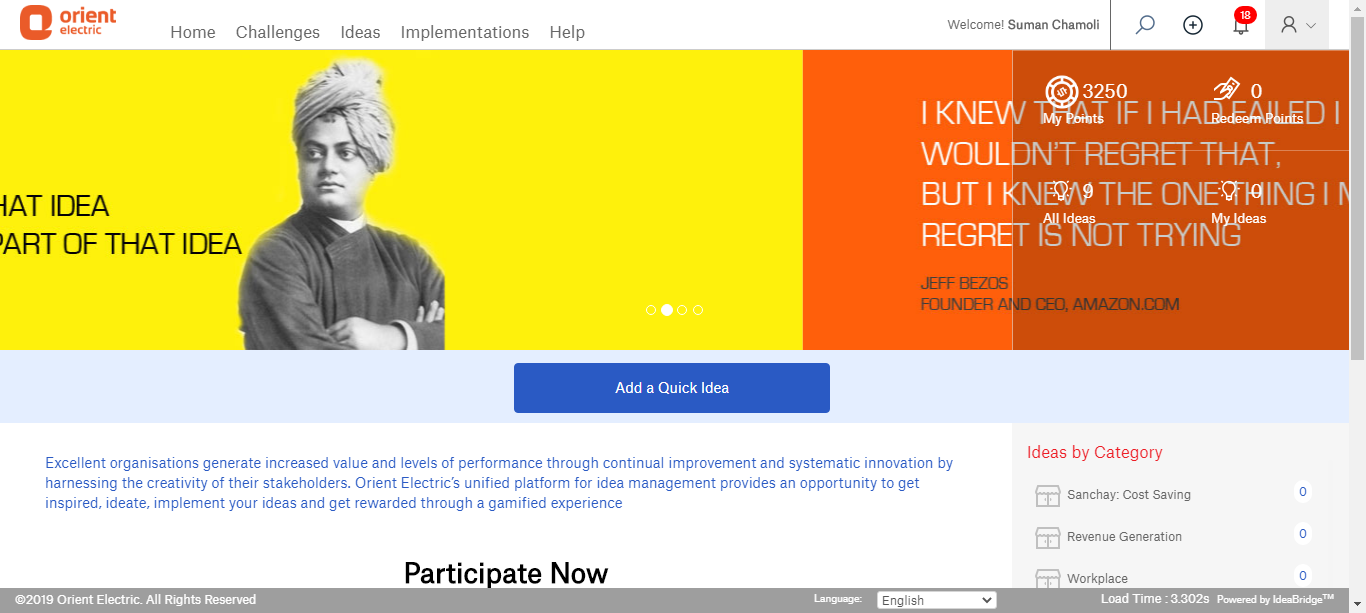 orient
electric
Home Challenges Ideas Implementations Help
Welcome! Suman Chamoli
18
HAT IDEA
PART OF THAT IDEA
I KNEW THAT IF I HAD FAILED I
WOULDN'T REGRET THAT,
BUT I KNEW THE ONE THING I M
REGRET IS NOT TRYING
JEFF BEZOS
FOUNDER AND CEO, AMAZON.COM
3250
My Points
0
Redeem Points
9
All Ideas
0
My Ideas
Add a Quick Idea
Excellent organisations generate increased value and levels of performance through continual improvement and systematic innovation by
harnessing the creativity of their stakeholders. Orient Electric’s unified platform for idea management provides an opportunity to get
inspired, ideate, implement your ideas and get rewarded through a gamified experience
Participate Now
Ideas by Category
Sanchay: Cost Saving 0
Revenue Generation 0
Workplace 0
©2019 Orient Electric. All Rights Reserved
Language: English
Load Time : 3.302s Powered by IdeaBridge™